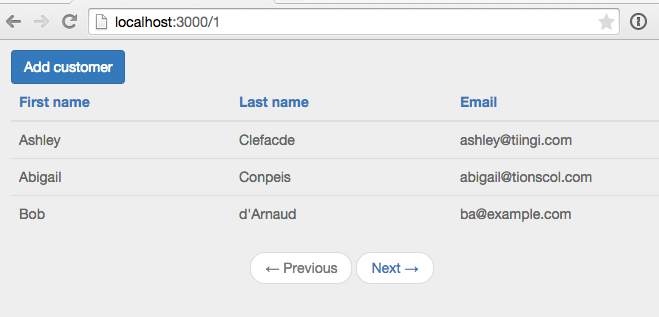 localhost:3000/1
Add customer
First name Last name Email
Ashley Clefacde ashley@tiingi.com
Abigail Conpeis abigail@tionscol.com
Bob d'Arnaud ba@example.com
← Previous Next →